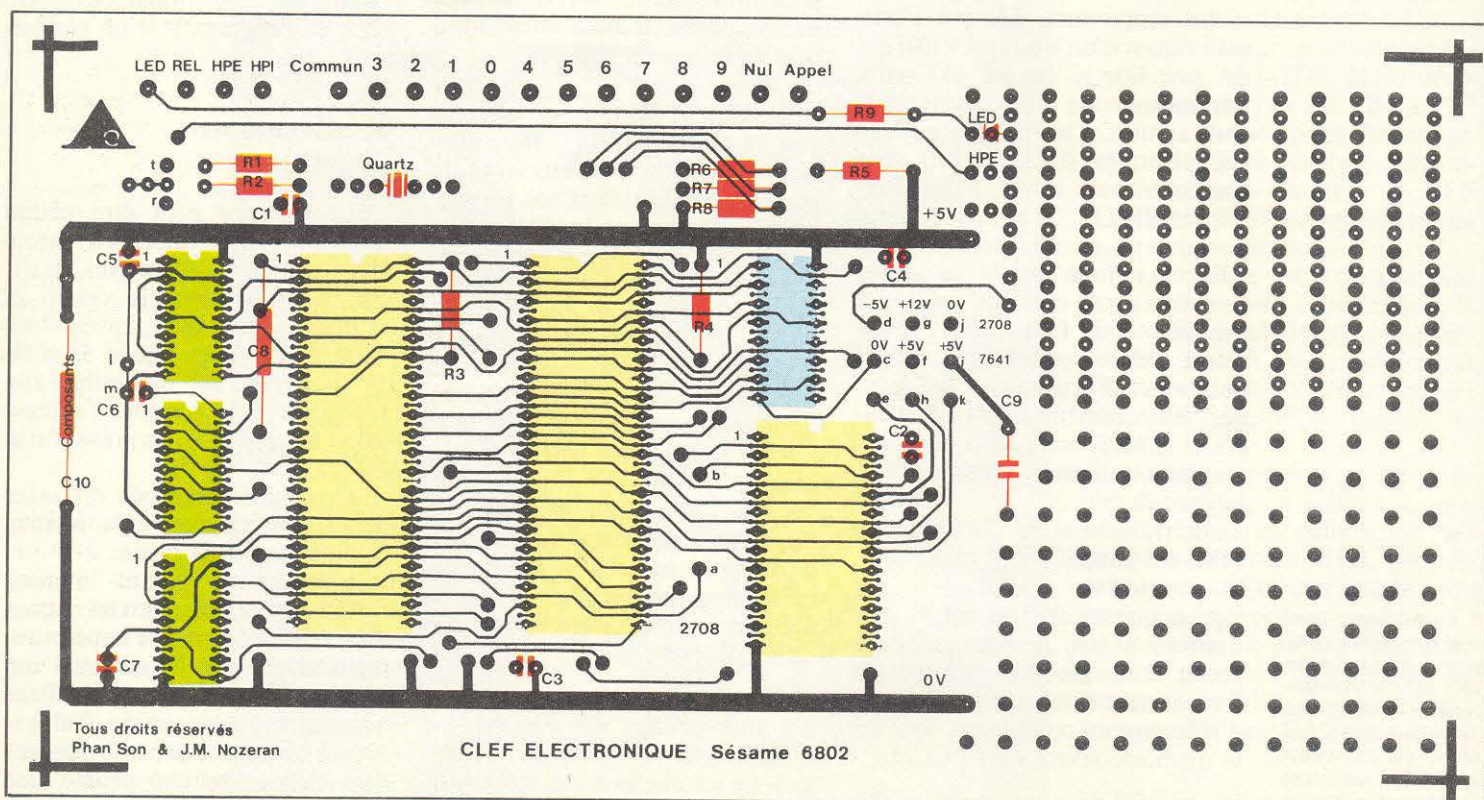 LED REL HPE HPI Commun 3 2 1 0 4 5 6 7 8 9 Nul Appel
R9
LED
HPE
t
R1
Quartz
R6
R5
R2
R7
r
C1
R8
+5V
C5
1
1
1
1
C4
-5V +12V 0V
d g j 2708
R4
C8
0V +5V +5V
c f i 7641
l
R3
m
e h k
C9
C6
1
C2
Composants
1
b
C10
1
a
2708
C7
C3
0V
Tous droits réservés
Phan Son & J.M. Nozeran
CLEF ELECTRONIQUE Sésame 6802